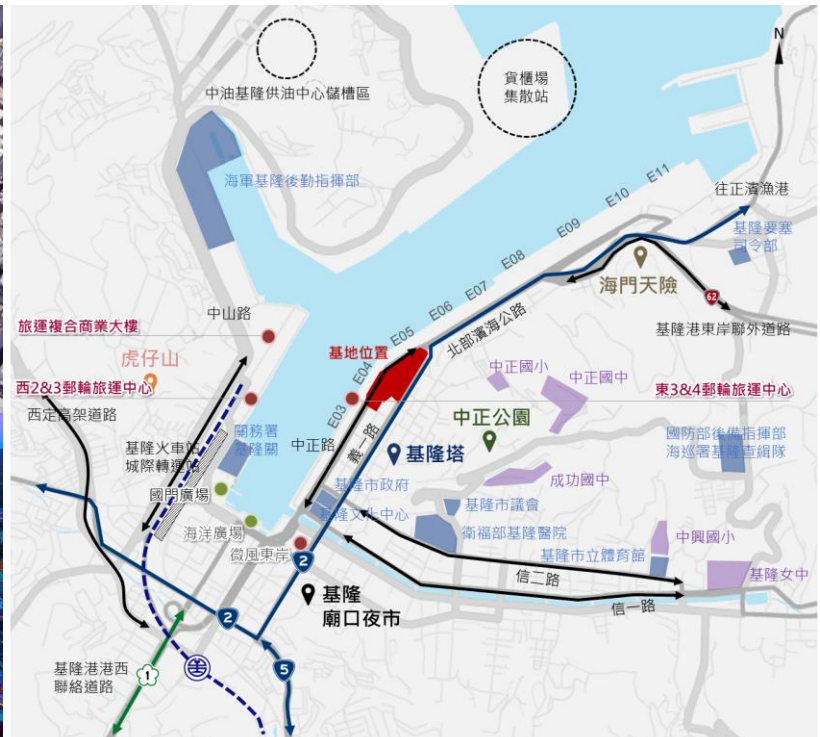 N
中油基隆供油中心儲槽區
貨櫃場
集散站
海軍基隆後勤指揮部
E11
E10
E09
E08
E07
E06
E05
E04
E03
往正濱漁港
基隆要塞
司令部
海門天險
62
基隆港東岸聯外道路
北部濱海公路
中山路
旅運複合商業大樓
虎仔山
西2&3郵輪旅運中心
西定高架道路
基地位置
東3&4郵輪旅運中心
中正國小
中正國中
中正公園
基隆塔
義一路
中正路
關務署
基隆關
基隆火車站
城際轉運站
國門廣場
海洋廣場
微風東岸
基隆市政府
基隆文化中心
基隆市議會
衛福部基隆醫院
成功國中
國防部後備指揮部
海巡署基隆查緝隊
中興國小
基隆市立體育館
基隆女中
信二路
信一路
2
基隆
廟口夜市
2
5
1
基隆港港西
聯絡道路